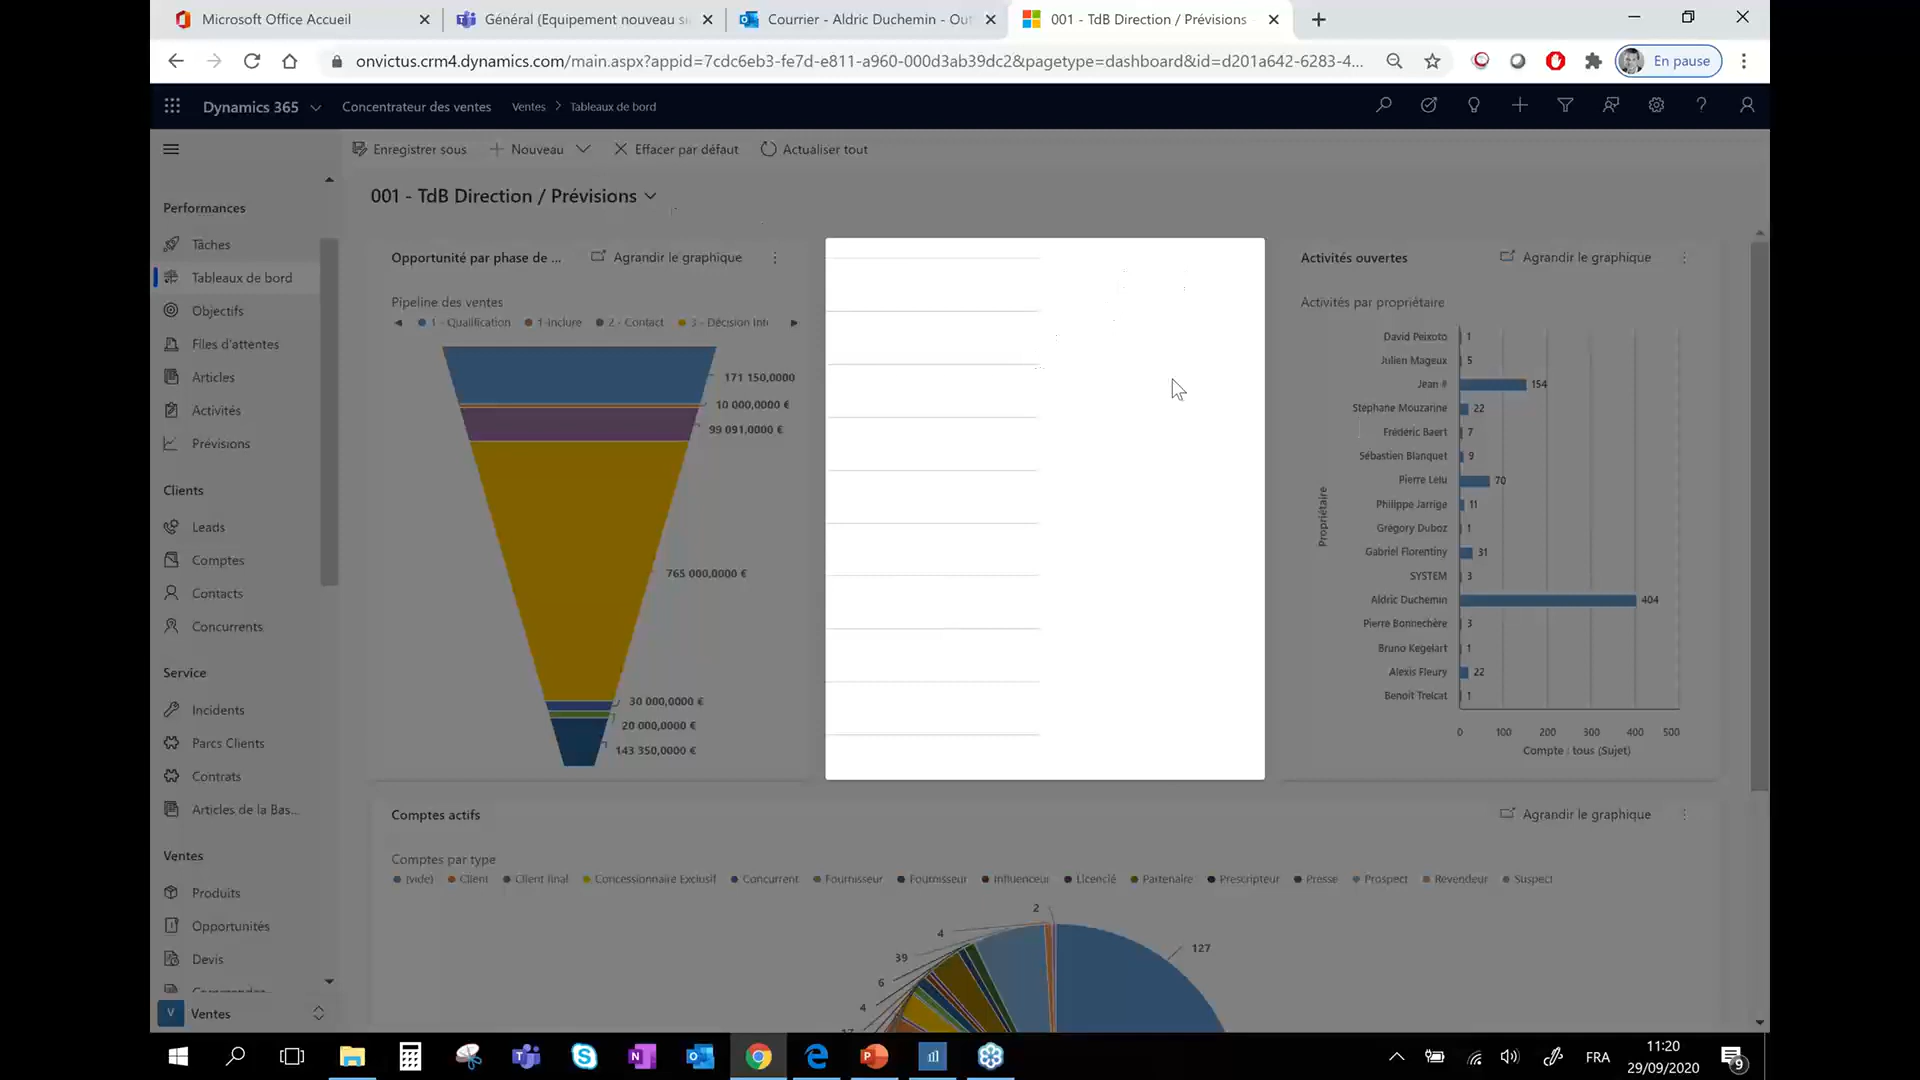 Microsoft Office Accueil
Général (Equipement nouveau
Courrier - Aldric Duchemin - Out
001 - TdB Direction / Prévisions
onvictus.crm4.dynamics.com/main.aspx?appid=7cdc6eb3-fe7d-e811-a960-000d3ab39dc2&pagetype=dashboard&id=d201a642-6283-4...
En pause
Dynamics 365
Concentrateur des ventes
Ventes > Tableaux de bord
Enregistrer sous
Nouveau
Effacer par défaut
Actualiser tout
001 - TdB Direction / Prévisions
Performances
Tâches
Tableaux de bord
Objectifs
Files d'attentes
Articles
Activités
Prévisions
Clients
Leads
Comptes
Contacts
Concurrents
Service
Incidents
Parcs Clients
Contrats
Articles de la Bas...
Ventes
Produits
Opportunités
Devis
V Ventes
Opportunité par phase de ...
Agrandir le graphique
Pipeline des ventes
1 - Qualification
1-Inclure
2 - Contact
3 - Décision Inte
171 150,0000
10 000,0000 €
99 091,0000 €
765 000,0000 €
30 000,0000 €
20 000,0000 €
143 350,0000 €
Activités ouvertes
Agrandir le graphique
Activités par propriétaire
Propriétaire
David Peixoto 1
Julien Mageux 5
Jean # 154
Stéphane Mouzarine 22
Frédéric Baert 7
Sébastien Blanquet 9
Pierre Lelu 70
Philippe Jarrige 11
Grégory Duboz 1
Gabriel Florentiny 31
SYSTEM 3
Aldric Duchemin 404
Pierre Bonnechère 3
Bruno Kegelart 1
Alexis Fleury 22
Benoit Trelcat 1
0 100 200 300 400 500
Compte : tous (Sujet)
Comptes actifs
Agrandir le graphique
Comptes par type
(vide) Client Client final Concessionnaire Exclusif Concurrent Fournisseur Fournisseur Influenceur Licencié Partenaire Prescripteur Presse Prospect Revendeur Suspect
2
4
39
6
4
127
FRA
11:20
29/09/2020
9